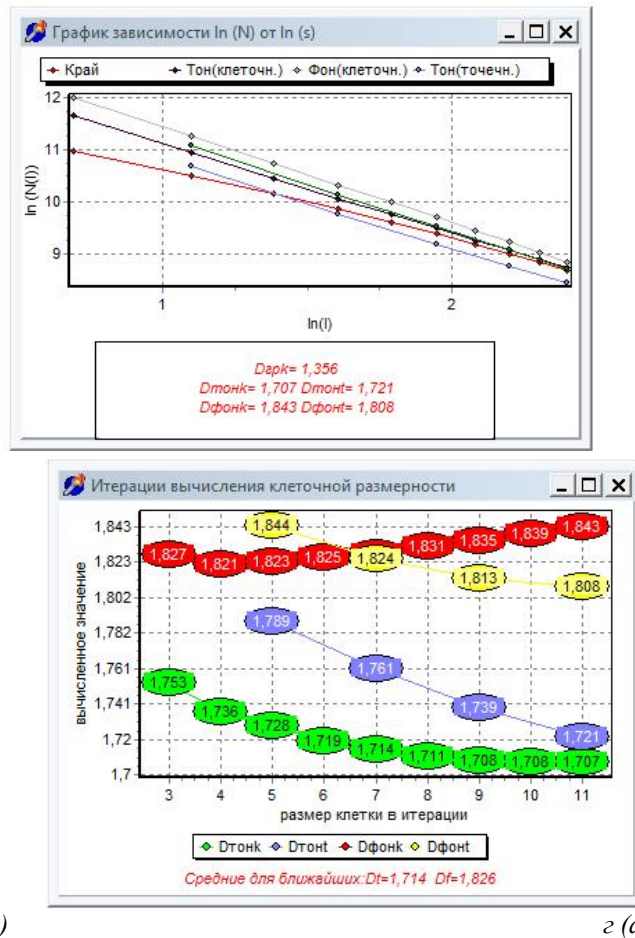 График зависимости ln (N) от ln (s)
Край Тон(клеточн.) Фон(клеточн.) Тон(точечн.)
12
11
10
9
ln (N(l))
1 2
ln(l)
Dгрк= 1,356
Dтонк= 1,707 Dтонt= 1,721
Dфонк= 1,843 Dфонt= 1,808
Итерации вычисления клеточной размерности
1,843
1,823
1,802
1,782
1,761
1,741
1,72
1,7
вычисленное значение
1,844
1,827 1,821 1,823 1,825 1,824 1,831 1,835 1,839 1,843
1,813 1,808
1,789 1,761 1,739 1,721
1,753 1,736 1,728 1,719 1,714 1,711 1,708 1,708 1,707
3 4 5 6 7 8 9 10 11
размер клетки в итерации
Dтонk Dтонt Dфонk Dфонt
Средние для ближайших:Dt=1,714 Df=1,826
) г (а